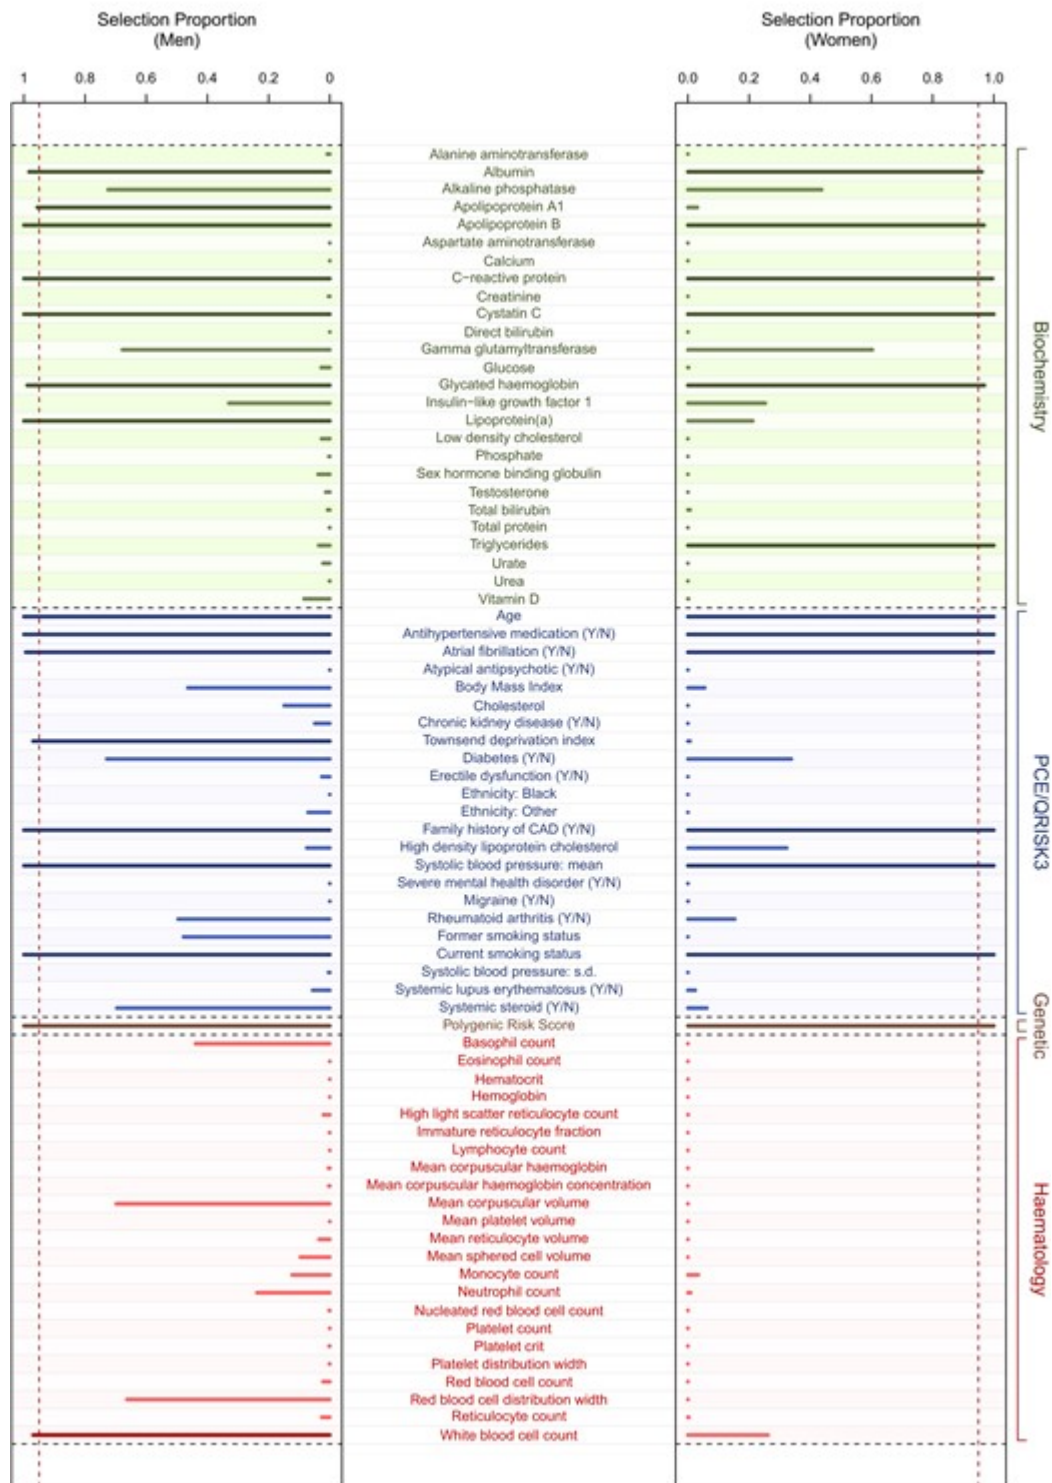 Selection Proportion
(Men)
Selection Proportion
(Women)
1 0.8 0.6 0.4 0.2 0
0.0 0.2 0.4 0.6 0.8 1.0
Alanine aminotransferase
Albumin
Alkaline phosphatase
Apolipoprotein A1
Apolipoprotein B
Aspartate aminotransferase
Calcium
C-reactive protein
Creatinine
Cystatin C
Direct bilirubin
Gamma glutamyltransferase
Glucose
Glycated haemoglobin
Insulin-like growth factor 1
Lipoprotein(a)
Low density cholesterol
Phosphate
Sex hormone binding globulin
Testosterone
Total bilirubin
Total protein
Triglycerides
Urate
Urea
Vitamin D
Biochemistry
Age
Antihypertensive medication (Y/N)
Atrial fibrillation (Y/N)
Atypical antipsychotic (Y/N)
Body Mass Index
Cholesterol
Chronic kidney disease (Y/N)
Townsend deprivation index
Diabetes (Y/N)
Erectile dysfunction (Y/N)
Ethnicity: Black
Ethnicity: Other
Family history of CAD (Y/N)
High density lipoprotein cholesterol
Systolic blood pressure: mean
Severe mental health disorder (Y/N)
Migraine (Y/N)
Rheumatoid arthritis (Y/N)
Former smoking status
Current smoking status
Systolic blood pressure: s.d.
Systemic lupus erythematosus (Y/N)
Systemic steroid (Y/N)
PCE/QRISK3
Polygenic Risk Score
Genetic
Basophil count
Eosinophil count
Hematocrit
Hemoglobin
High light scatter reticulocyte count
Immature reticulocyte fraction
Lymphocyte count
Mean corpuscular haemoglobin
Mean corpuscular haemoglobin concentration
Mean corpuscular volume
Mean platelet volume
Mean reticulocyte volume
Mean sphered cell volume
Monocyte count
Neutrophil count
Nucleated red blood cell count
Platelet count
Platelet crit
Platelet distribution width
Red blood cell count
Red blood cell distribution width
Reticulocyte count
White blood cell count
Haematology